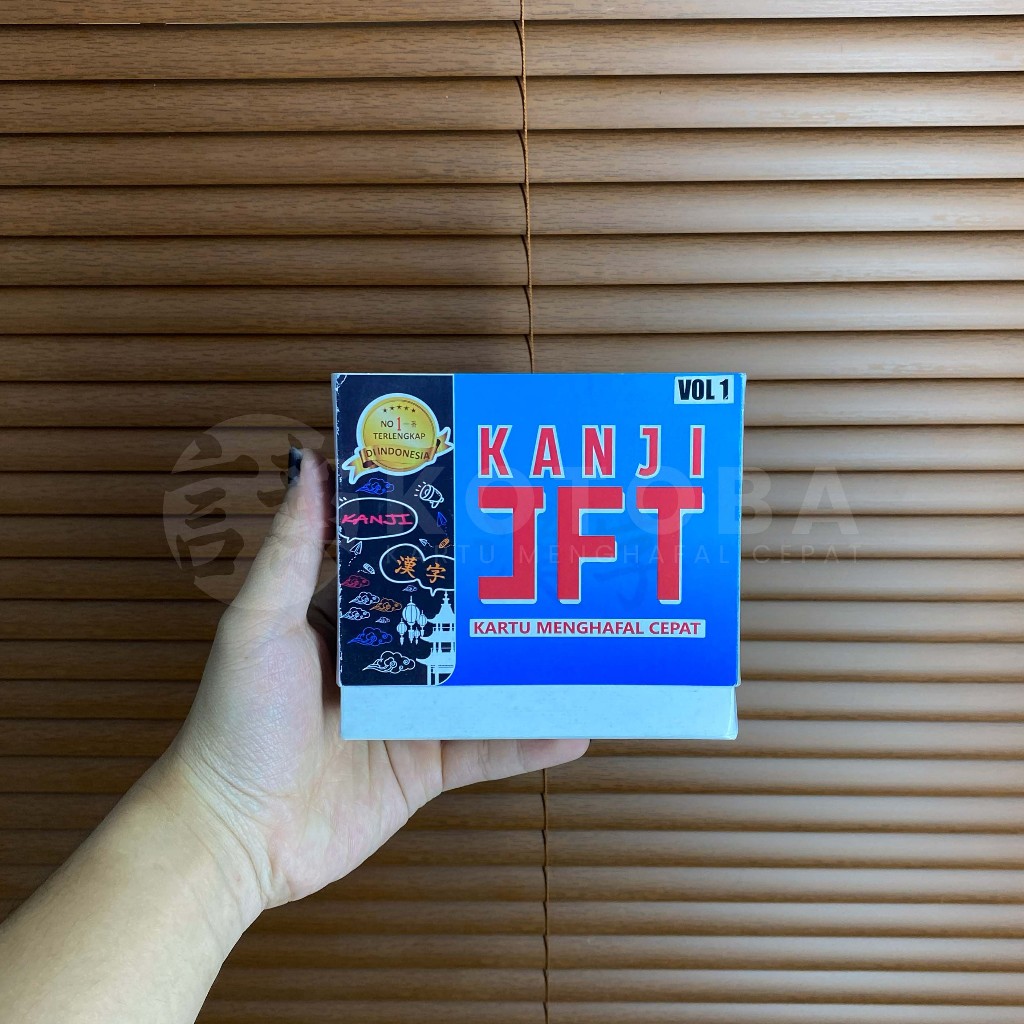 VOL 1
NO 1
TERLENGKAP
DI INDONESIA
KANJI
漢字
KANJI
JFT
KARTU MENGHAFAL CEPAT
KOTOBA
KARTU MENGHAFAL CEPAT